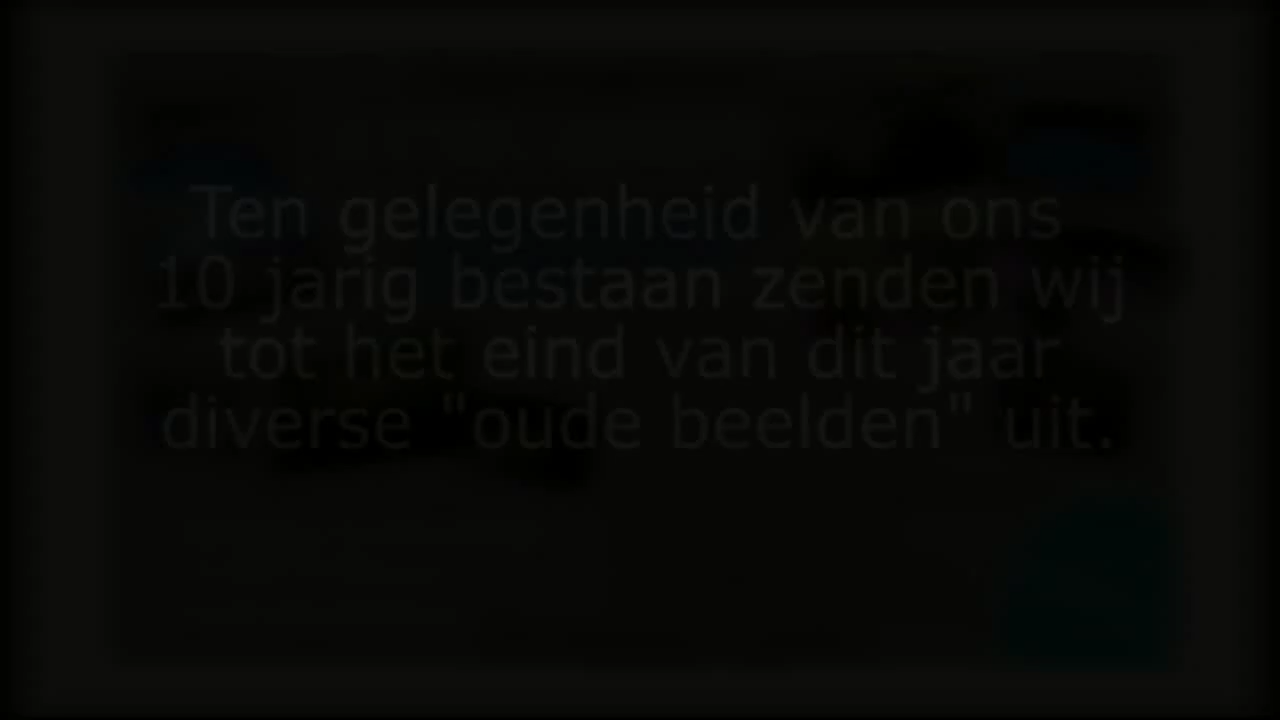 Ten gelegenheid van ons
10 jarig bestaan zenden wij
tot het eind van dit jaar
diverse "oude beelden" uit.